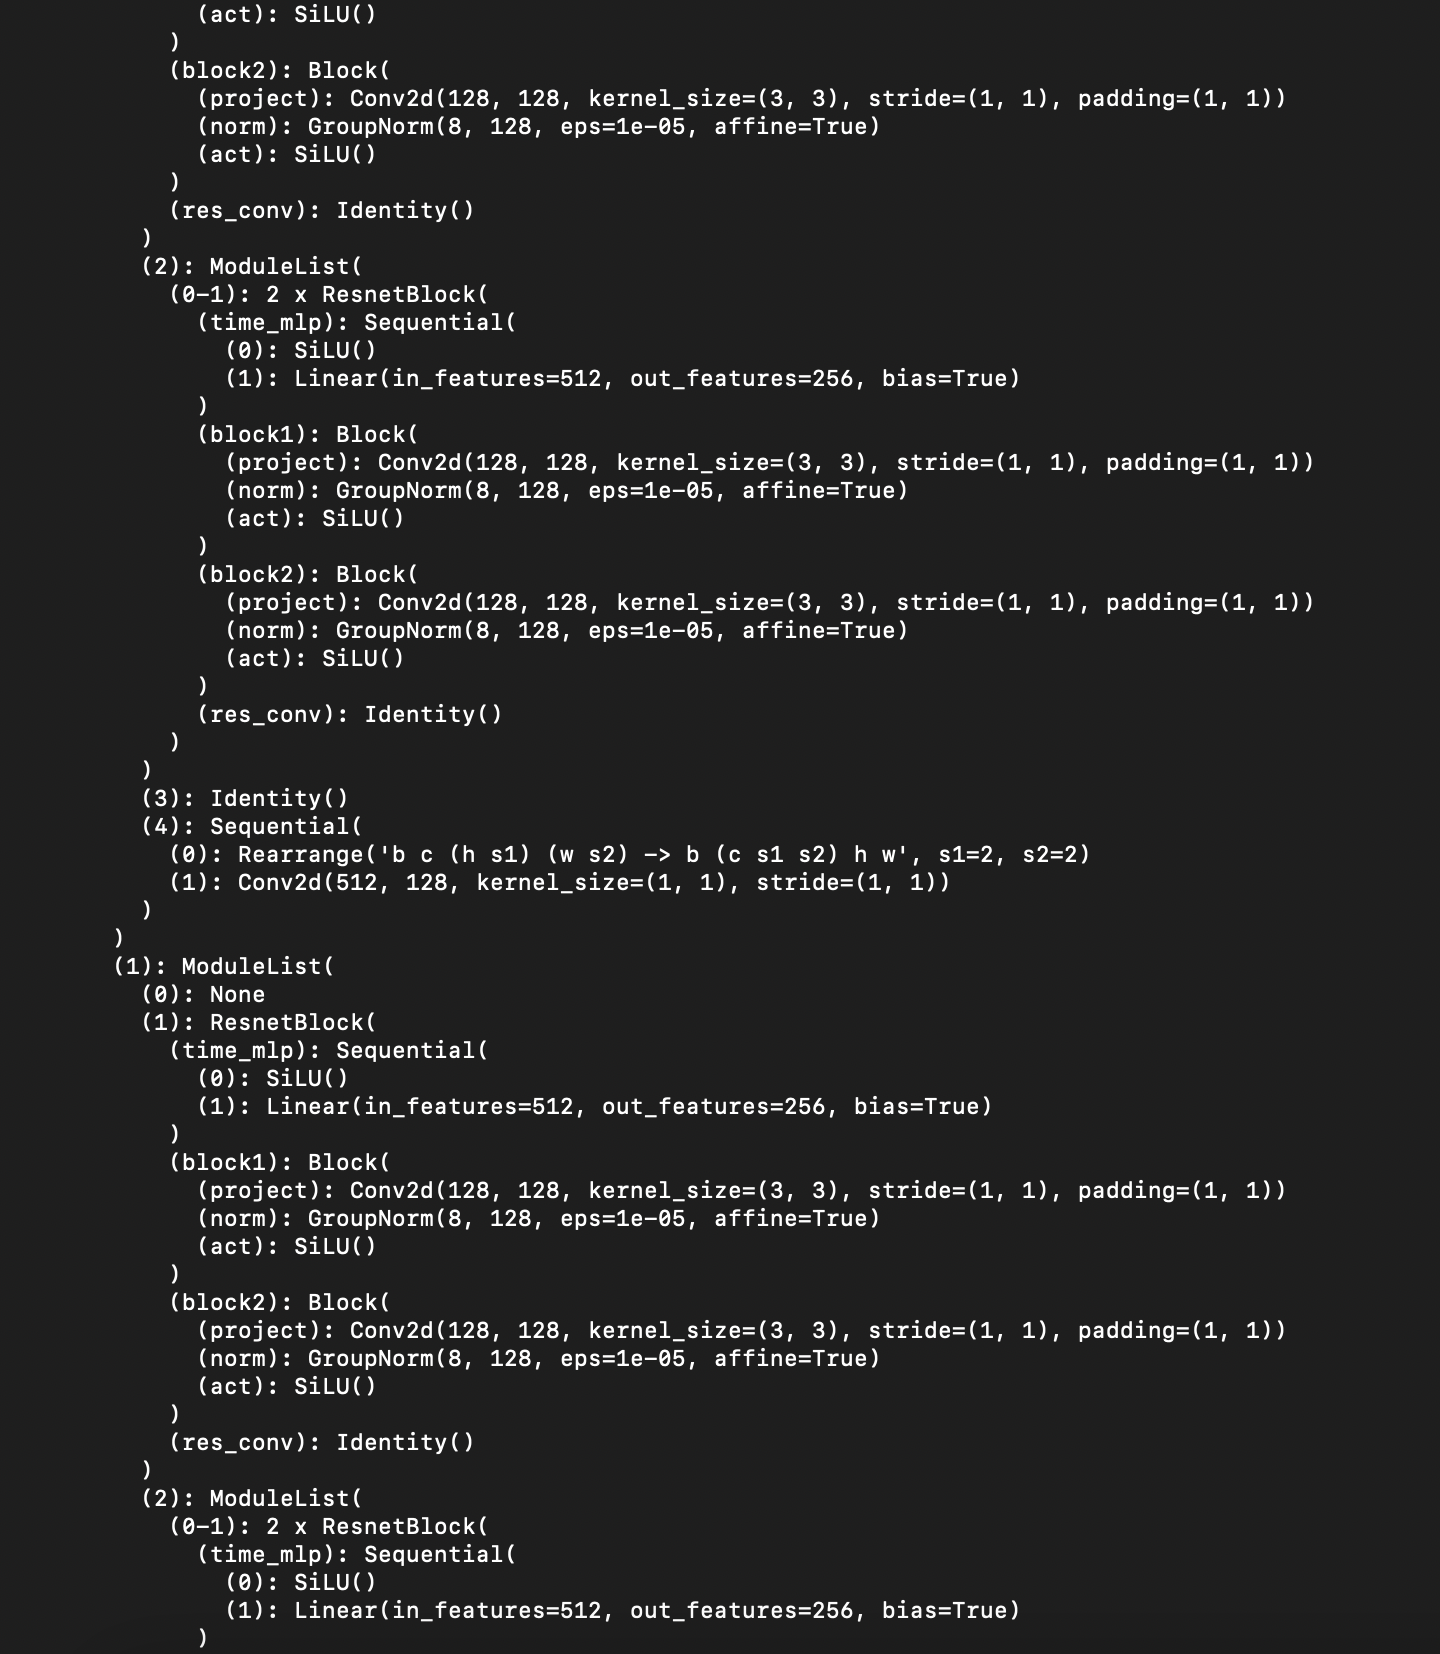 (act): SiLU()
)
(block2): Block(
(project): Conv2d(128, 128, kernel_size=(3, 3), stride=(1, 1), padding=(1, 1))
(norm): GroupNorm(8, 128, eps=1e-05, affine=True)
(act): SiLU()
)
(res_conv): Identity()
)
(2): ModuleList(
(0-1): 2 x ResnetBlock(
(time_mlp): Sequential(
(0): SiLU()
(1): Linear(in_features=512, out_features=256, bias=True)
)
(block1): Block(
(project): Conv2d(128, 128, kernel_size=(3, 3), stride=(1, 1), padding=(1, 1))
(norm): GroupNorm(8, 128, eps=1e-05, affine=True)
(act): SiLU()
)
(block2): Block(
(project): Conv2d(128, 128, kernel_size=(3, 3), stride=(1, 1), padding=(1, 1))
(norm): GroupNorm(8, 128, eps=1e-05, affine=True)
(act): SiLU()
)
(res_conv): Identity()
)
)
(3): Identity()
(4): Sequential(
(0): Rearrange('b c (h s1) (w s2) -> b (c s1 s2) h w', s1=2, s2=2)
(1): Conv2d(512, 128, kernel_size=(1, 1), stride=(1, 1))
)
)
(1): ModuleList(
(0): None
(1): ResnetBlock(
(time_mlp): Sequential(
(0): SiLU()
(1): Linear(in_features=512, out_features=256, bias=True)
)
(block1): Block(
(project): Conv2d(128, 128, kernel_size=(3, 3), stride=(1, 1), padding=(1, 1))
(norm): GroupNorm(8, 128, eps=1e-05, affine=True)
(act): SiLU()
)
(block2): Block(
(project): Conv2d(128, 128, kernel_size=(3, 3), stride=(1, 1), padding=(1, 1))
(norm): GroupNorm(8, 128, eps=1e-05, affine=True)
(act): SiLU()
)
(res_conv): Identity()
)
(2): ModuleList(
(0-1): 2 x ResnetBlock(
(time_mlp): Sequential(
(0): SiLU()
(1): Linear(in_features=512, out_features=256, bias=True)
)